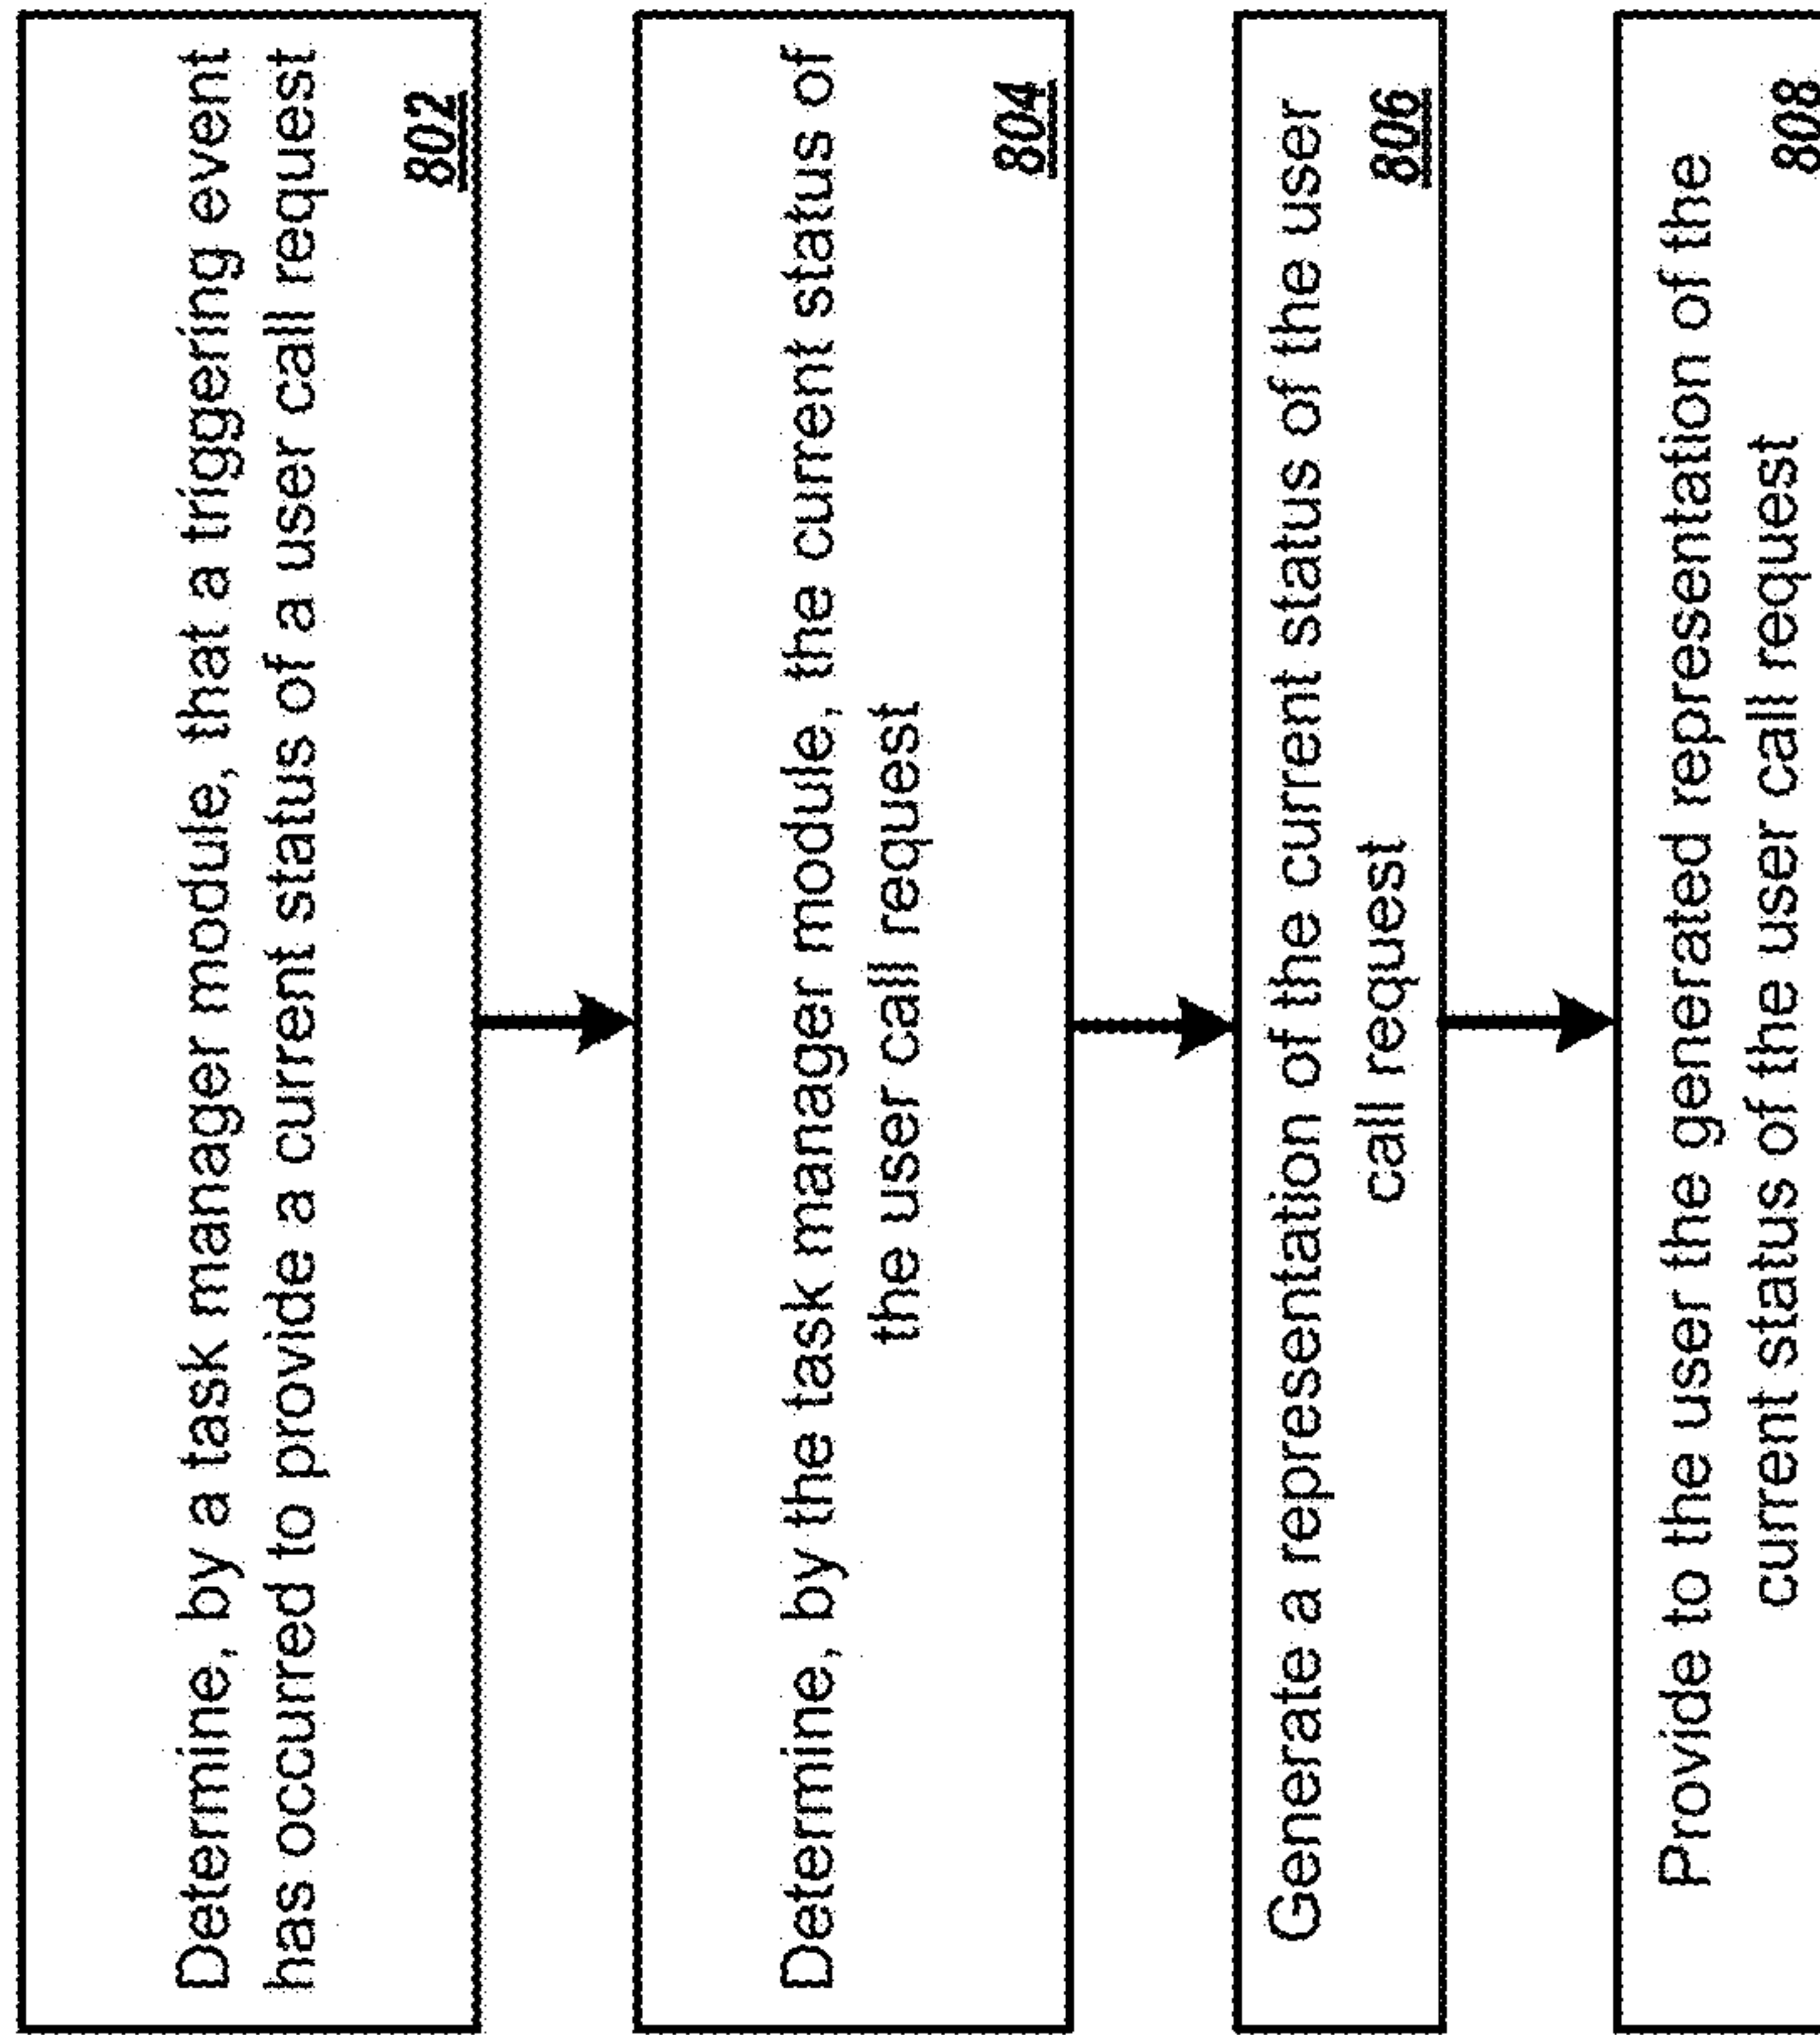 Determine, by a task manager module, that a triggering event
has occurred to provide a current status of a user call request
802
Determine, by the task manager module, the current status of
the user call request
804
Generate a representation of the current status of the user
call request
806
Provide to the user the generated representation of the
current status of the user call request
808